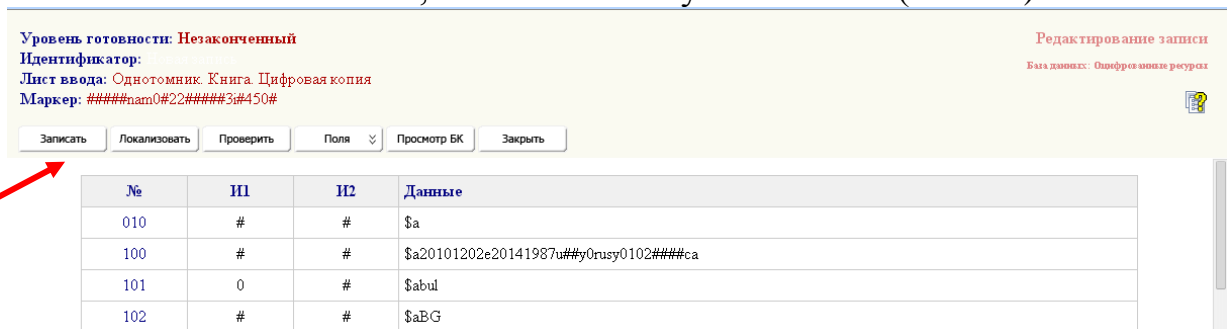 Уровень готовности: Незаконченный
Идентификатор:
Лист ввода: Однотомник. Книга. Цифровая копия
Маркер: #####nam0#22#####3i#450#
Редактирование записи
База данных: Оцифрованные ресурсы
Записать Локализовать Проверить Поля Просмотр БК Закрыть
№ И1 И2 Данные
010 # # $a
100 # # $a20101202e20141987u##y0rusy0102####ca
101 0 # $abul
102 # # $aBG